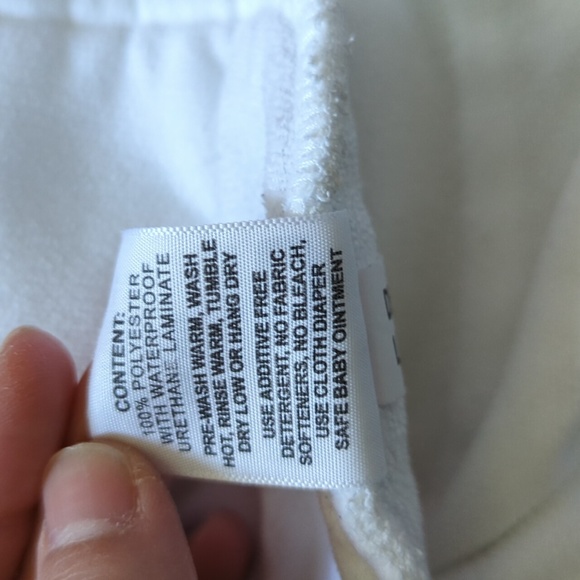 CONTENT:
100% POLYESTER
WITH WATERPROOF
URETHANE LAMINATE
PRE-WASH WARM, WASH
HOT, RINSE WARM, TUMBLE
DRY LOW OR HANG DRY
USE ADDITIVE FREE
DETERGENT, NO FABRIC
SOFTENERS, NO BLEACH,
USE CLOTH DIAPER
SAFE BABY OINTMENT